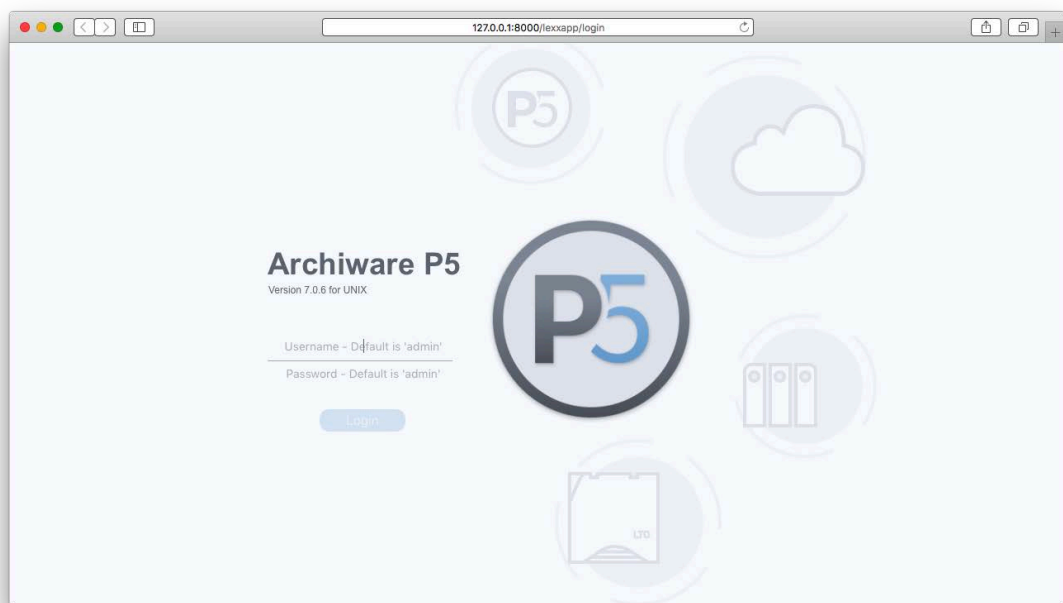 127.0.0.1:8000/lexxapp/login
P5
Archiware P5
Version 7.0.6 for UNIX
P5
Username - Default is 'admin'
Password - Default is 'admin'
Login
LTO